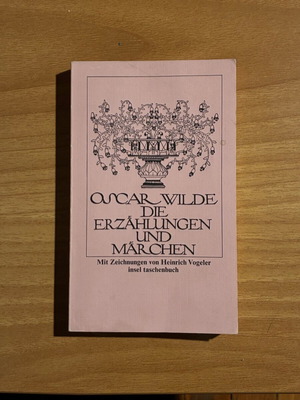 OSCAR WILDE
DIE
ERZÄHLUNGEN
UND
MÄRCHEN
Mit Zeichnungen von Heinrich Vogeler
insel taschenbuch